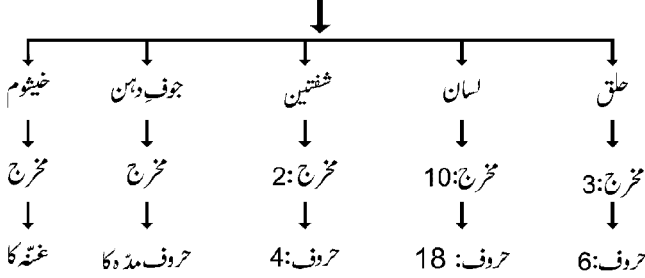 حلق لسان شفتین جوفِ دہن خیشوم
مخرج:3 مخرج:10 مخرج:2 مخرج مخرج
حروف:6 حروف:18 حروف:4 حروف مدّہ کا غنّہ کا